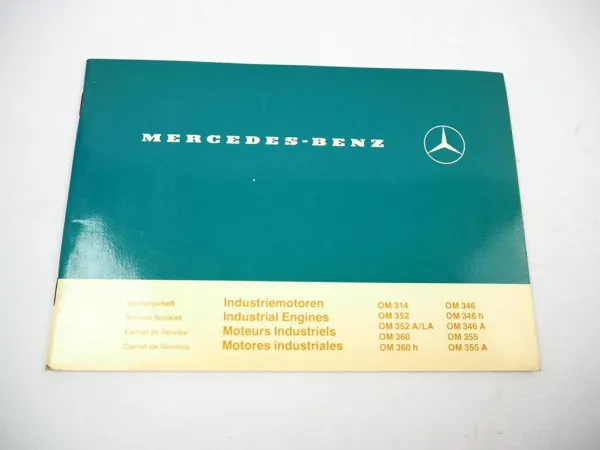 MERCEDES-BENZ
Wartungsheft Industriemotoren OM 314 OM 346
Service Booklet Industrial Engines OM 352 OM 346 h
Carnet de Service Moteurs Industriels OM 352 A/LA OM 346 A
Carnet de Servicio Motores industriales OM 360 OM 355
OM 360 h OM 355 A